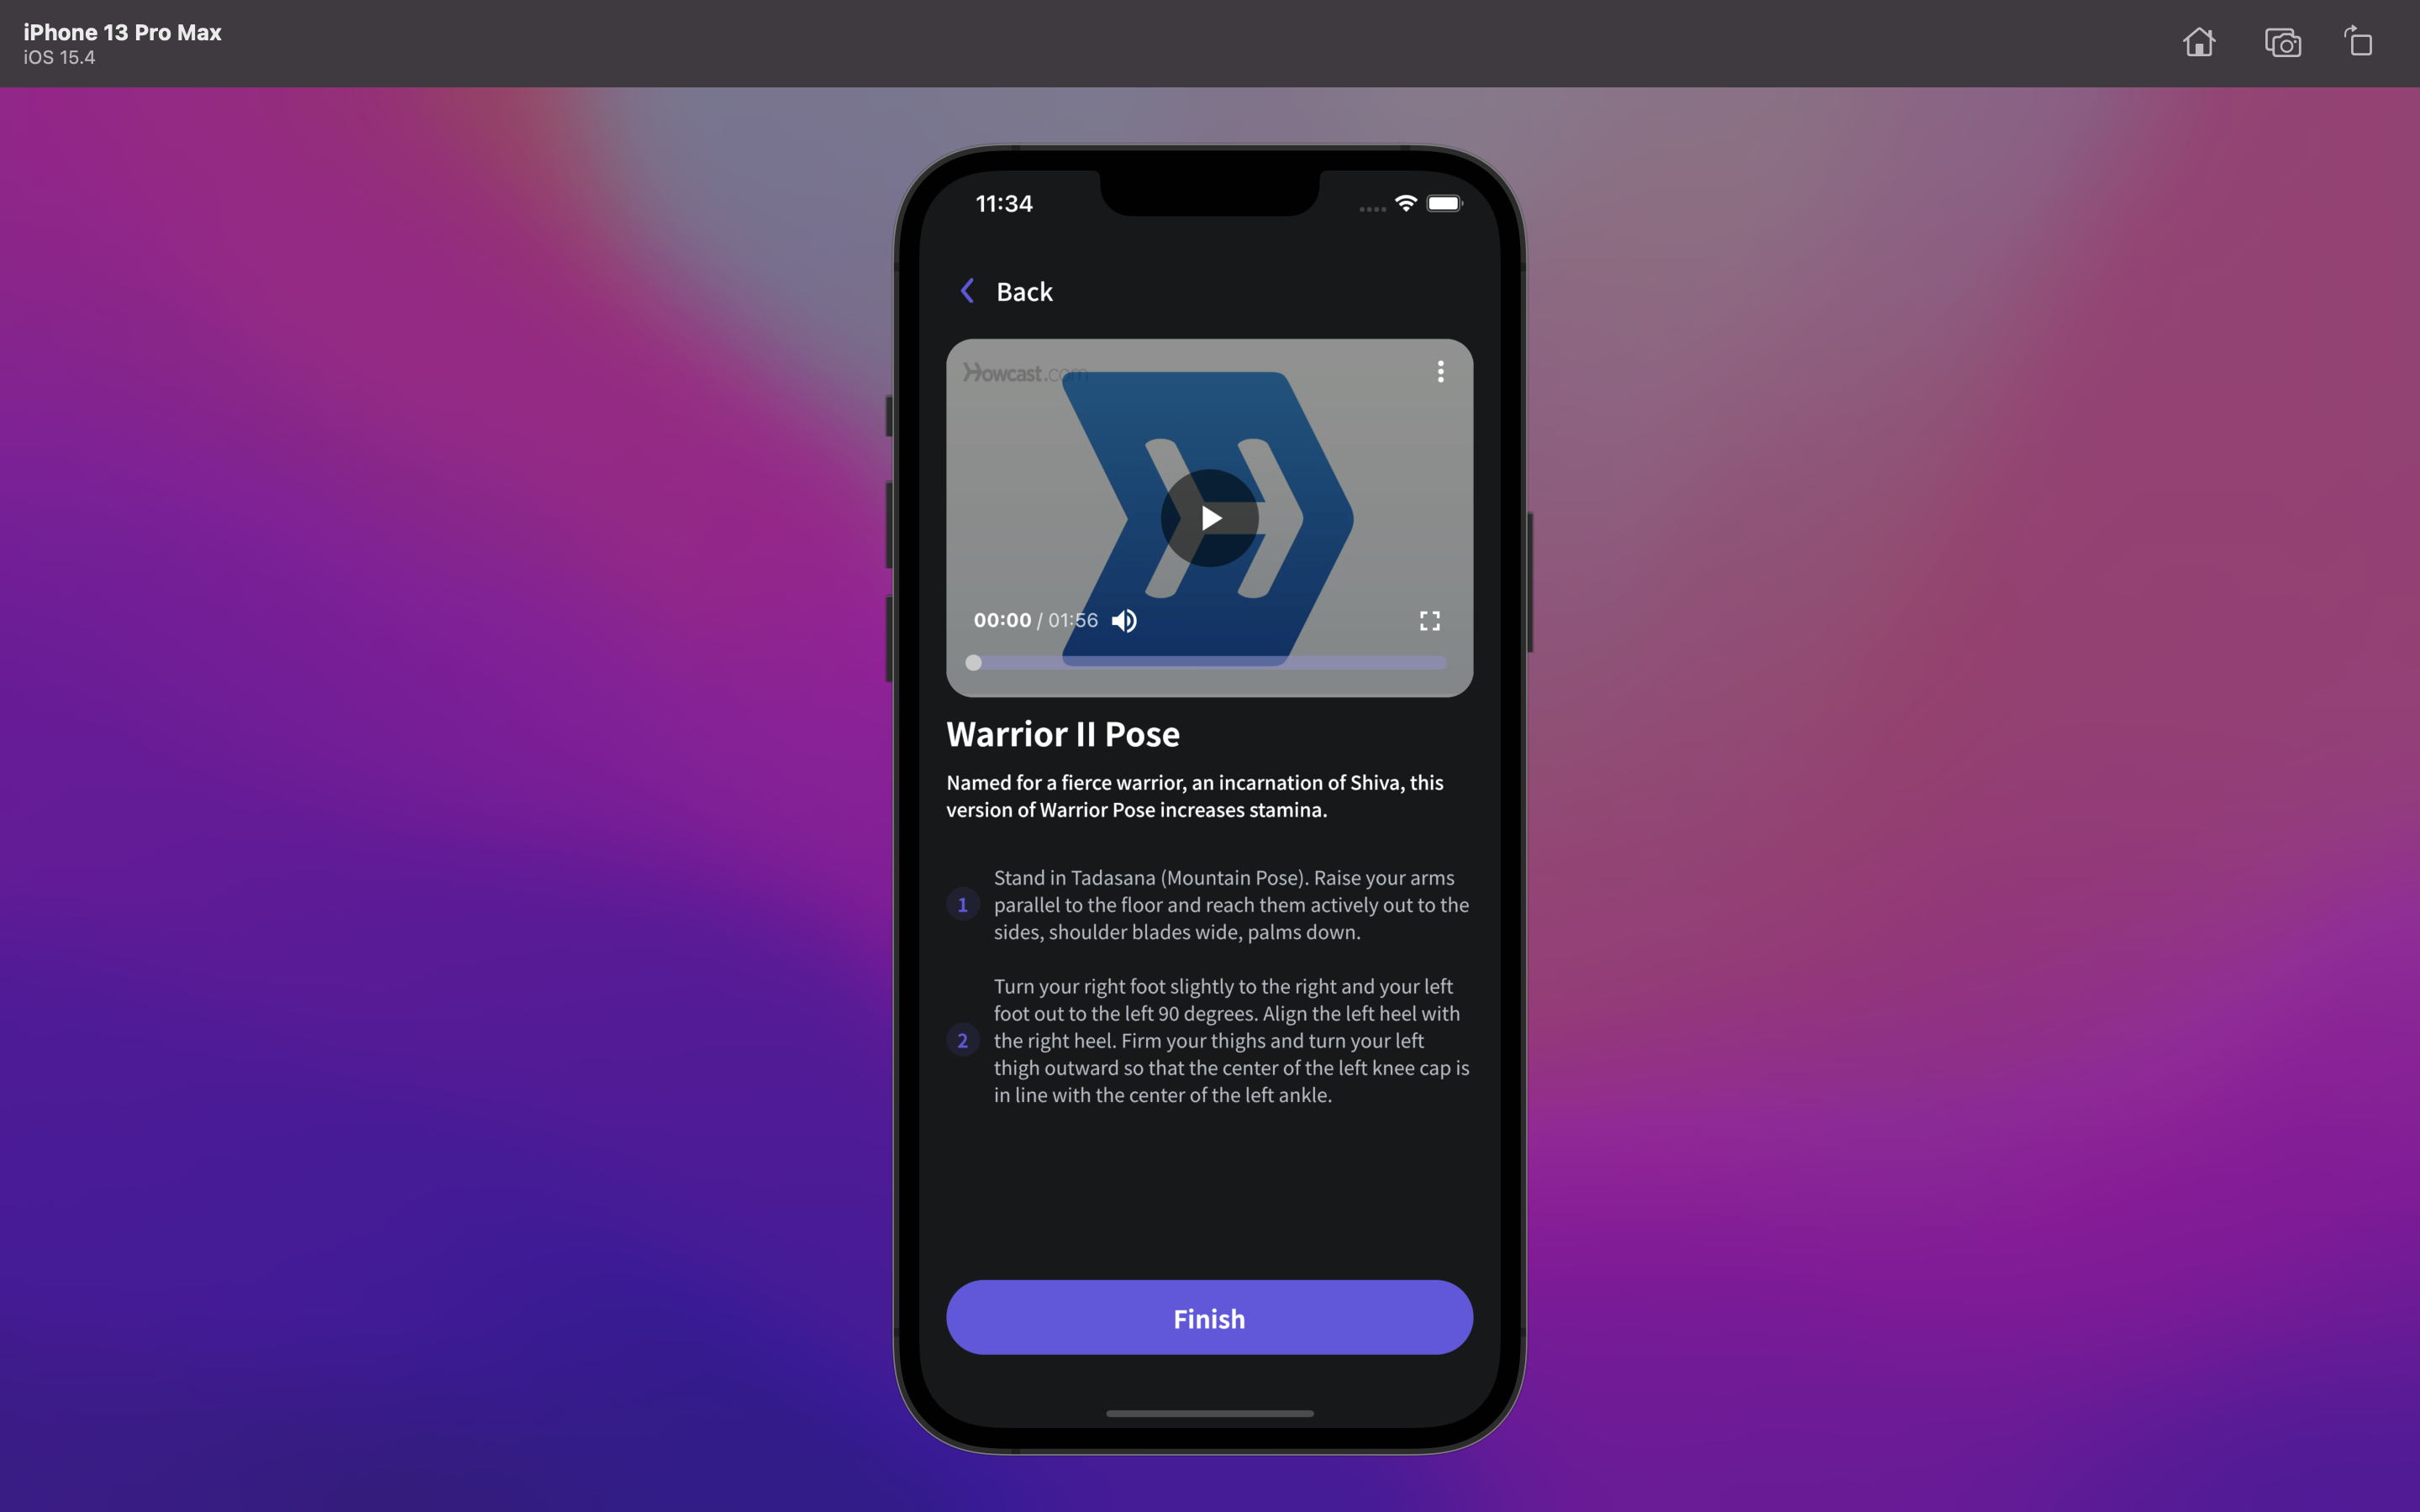 iPhone 13 Pro Max
iOS 15.4
11:34
Back
Howcast.com
00:00 / 01:56
Warrior II Pose
Named for a fierce warrior, an incarnation of Shiva, this
version of Warrior Pose increases stamina.
Stand in Tadasana (Mountain Pose). Raise your arms
1 parallel to the floor and reach them actively out to the
sides, shoulder blades wide, palms down.
Turn your right foot slightly to the right and your left
foot out to the left 90 degrees. Align the left heel with
2 the right heel. Firm your thighs and turn your left
thigh outward so that the center of the left knee cap is
in line with the center of the left ankle.
Finish